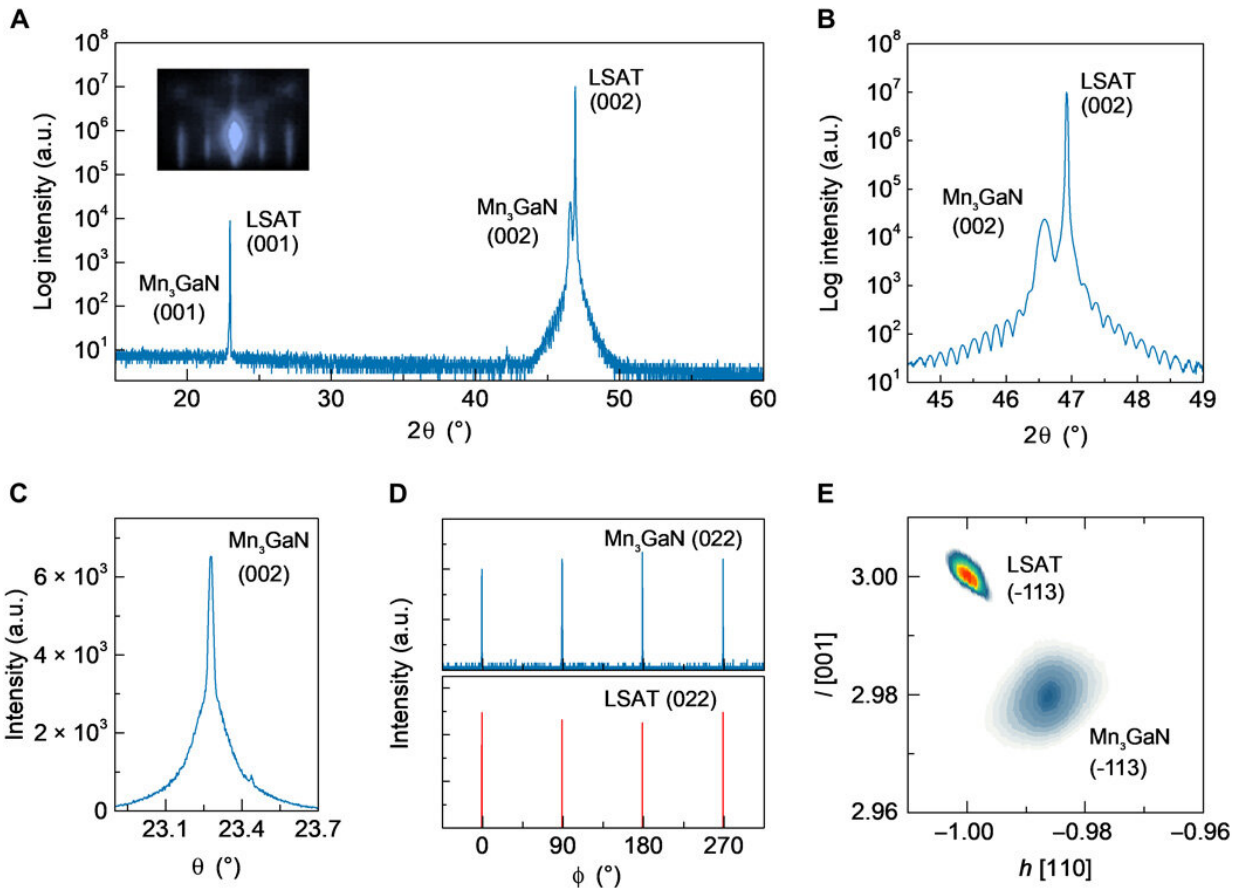 A
10⁸
10⁷
10⁶
10⁵
10⁴
10³
10²
10¹
Log intensity (a.u.)
LSAT
(002)
Mn₃GaN
(002)
LSAT
(001)
Mn₃GaN
(001)
20
30
40
50
60
2θ (°)
B
10⁸
10⁷
10⁶
10⁵
10⁴
10³
10²
10¹
Log intensity (a.u.)
LSAT
(002)
Mn₃GaN
(002)
45
46
47
48
49
2θ (°)
C
Mn₃GaN
(002)
6 × 10³
4 × 10³
2 × 10³
0
Intensity (a.u.)
23.1
23.4
23.7
θ (°)
D
Mn₃GaN (022)
LSAT (022)
Intensity (a.u.)
0
90
180
270
ϕ (°)
E
LSAT
(-113)
Mn₃GaN
(-113)
3.00
2.98
2.96
l [001]
−1.00
−0.98
−0.96
h [110]